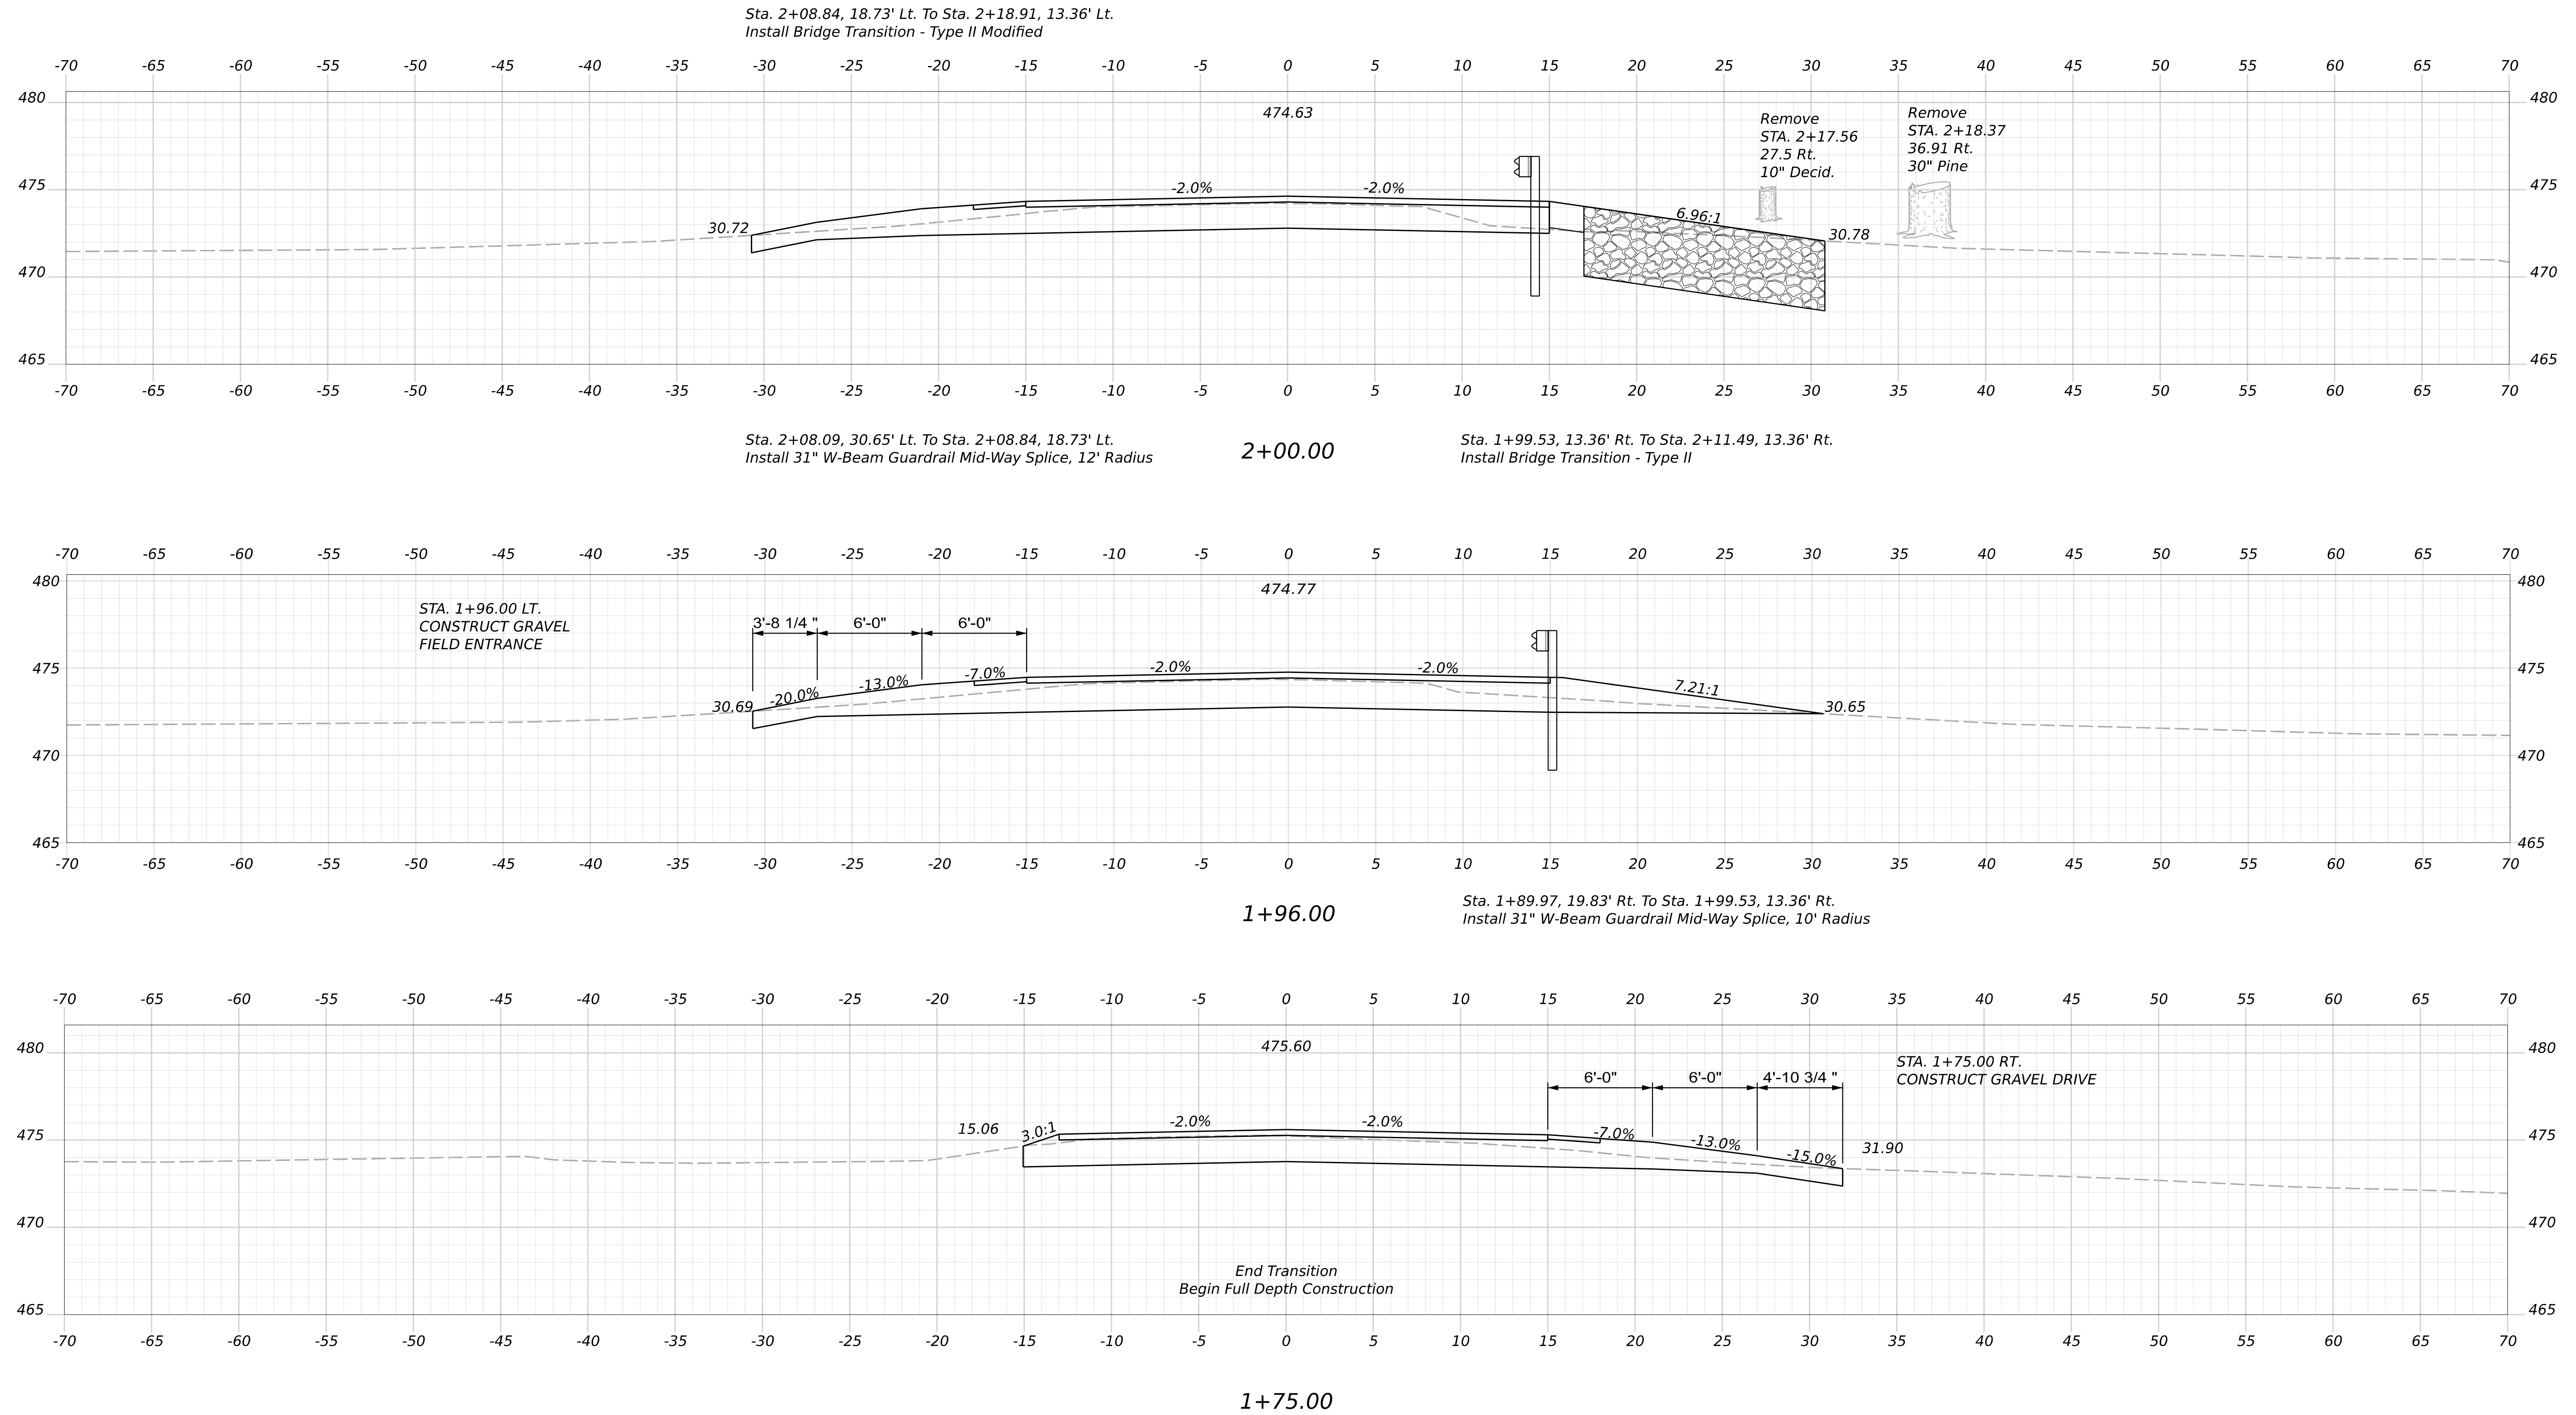 Sta. 2+08.84, 18.73' Lt. To Sta. 2+18.91, 13.36' Lt.
Install Bridge Transition - Type II Modified
-70 -65 -60 -55 -50 -45 -40 -35 -30 -25 -20 -15 -10 -5 0 5 10 15 20 25 30 35 40 45 50 55 60 65 70
480 480
474.63
Remove
STA. 2+17.56
27.5 Rt.
10" Decid.
Remove
STA. 2+18.37
36.91 Rt.
30" Pine
475 475
-2.0% -2.0%
6.96:1
30.72 30.78
470 470
465 465
-70 -65 -60 -55 -50 -45 -40 -35 -30 -25 -20 -15 -10 -5 0 5 10 15 20 25 30 35 40 45 50 55 60 65 70
Sta. 2+08.09, 30.65' Lt. To Sta. 2+08.84, 18.73' Lt.
Install 31" W-Beam Guardrail Mid-Way Splice, 12' Radius
2+00.00
Sta. 1+99.53, 13.36' Rt. To Sta. 2+11.49, 13.36' Rt.
Install Bridge Transition - Type II
-70 -65 -60 -55 -50 -45 -40 -35 -30 -25 -20 -15 -10 -5 0 5 10 15 20 25 30 35 40 45 50 55 60 65 70
480 480
474.77
STA. 1+96.00 LT.
CONSTRUCT GRAVEL
FIELD ENTRANCE
3'-8 1/4 " 6'-0" 6'-0"
475 475
-20.0% -13.0% -7.0% -2.0% -2.0% 7.21:1
30.69 30.65
470 470
465 465
-70 -65 -60 -55 -50 -45 -40 -35 -30 -25 -20 -15 -10 -5 0 5 10 15 20 25 30 35 40 45 50 55 60 65 70
1+96.00
Sta. 1+89.97, 19.83' Rt. To Sta. 1+99.53, 13.36' Rt.
Install 31" W-Beam Guardrail Mid-Way Splice, 10' Radius
-70 -65 -60 -55 -50 -45 -40 -35 -30 -25 -20 -15 -10 -5 0 5 10 15 20 25 30 35 40 45 50 55 60 65 70
480 480
475.60
STA. 1+75.00 RT.
CONSTRUCT GRAVEL DRIVE
6'-0" 6'-0" 4'-10 3/4 "
475 475
15.06 3.0:1 -2.0% -2.0% -7.0% -13.0% -15.0% 31.90
470 470
End Transition
Begin Full Depth Construction
465 465
-70 -65 -60 -55 -50 -45 -40 -35 -30 -25 -20 -15 -10 -5 0 5 10 15 20 25 30 35 40 45 50 55 60 65 70
1+75.00